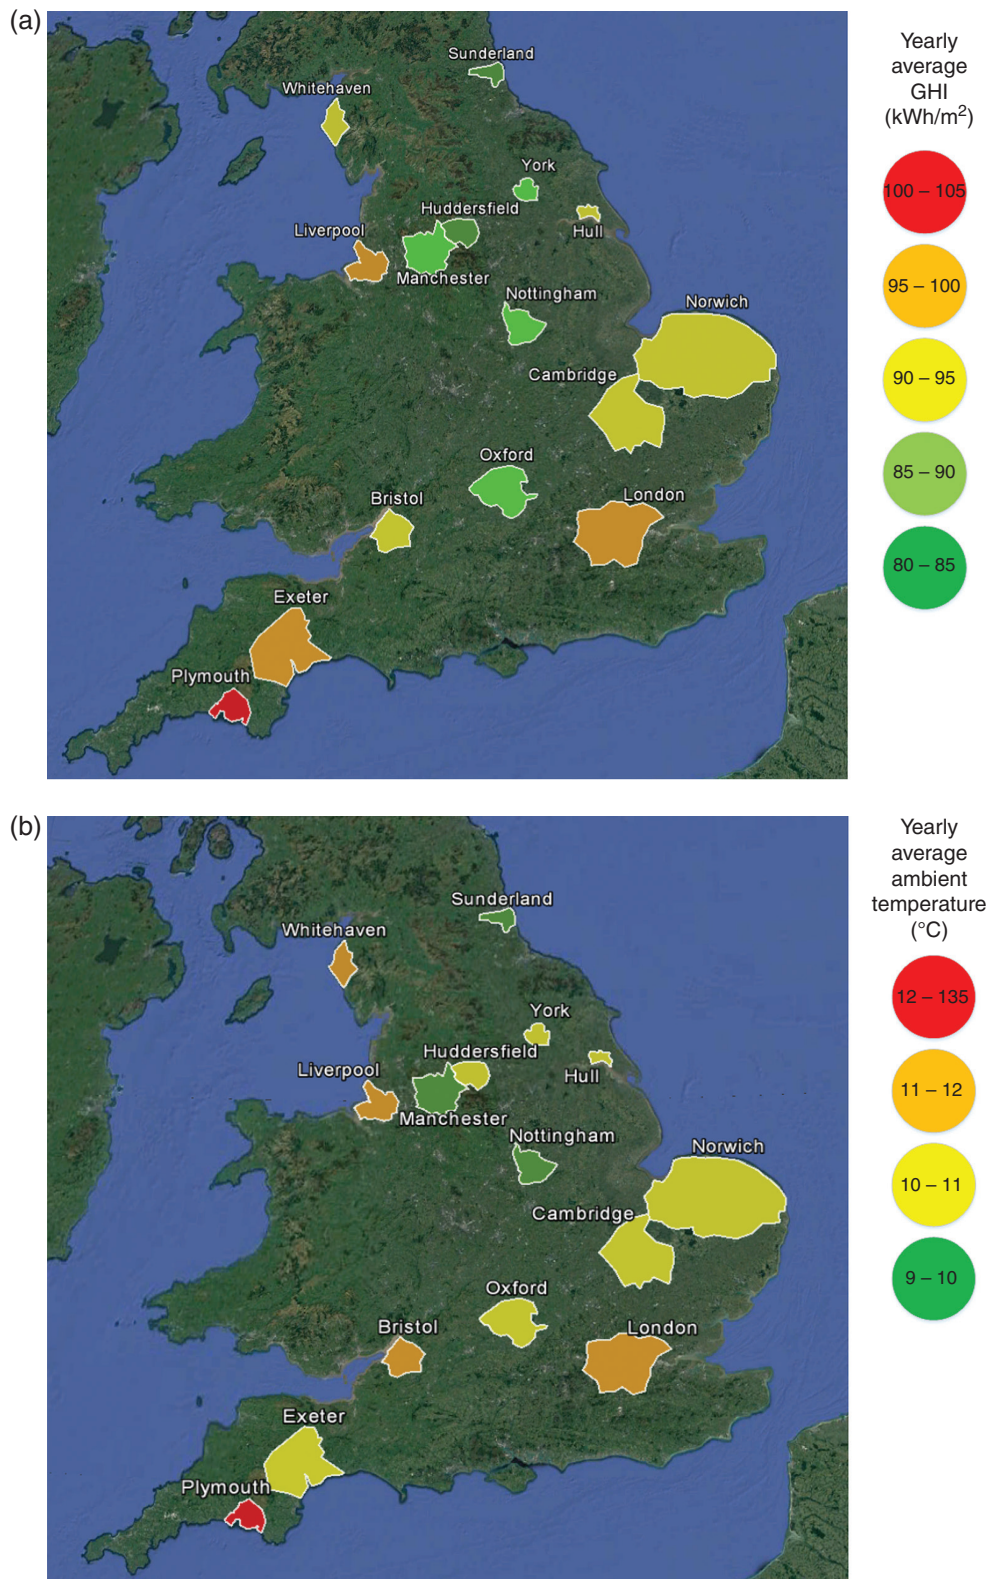 (a)
Sunderland
Whitehaven
York
Huddersfield
Liverpool
Hull
Manchester
Nottingham
Norwich
Cambridge
Oxford
Bristol
London
Exeter
Plymouth
Yearly
average
GHI
(kWh/m²)
100 – 105
95 – 100
90 – 95
85 – 90
80 – 85
(b)
Sunderland
Whitehaven
York
Huddersfield
Liverpool
Hull
Manchester
Nottingham
Norwich
Cambridge
Oxford
Bristol
London
Exeter
Plymouth
Yearly
average
ambient
temperature
(°C)
12 – 135
11 – 12
10 – 11
9 – 10